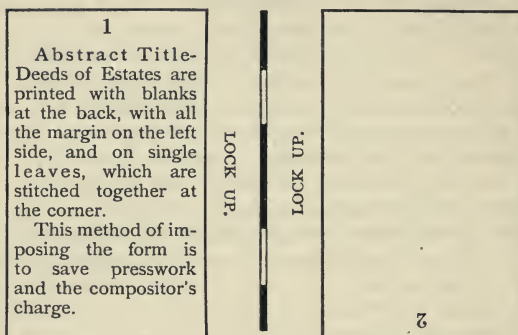 1
Abstract Title-
Deeds of Estates are
printed with blanks
at the back, with all
the margin on the left
side, and on single
leaves, which are
stitched together at
the corner.
This method of im-
posing the form is
to save presswork
and the compositor's
charge.
LOCK UP.
LOCK UP.
2